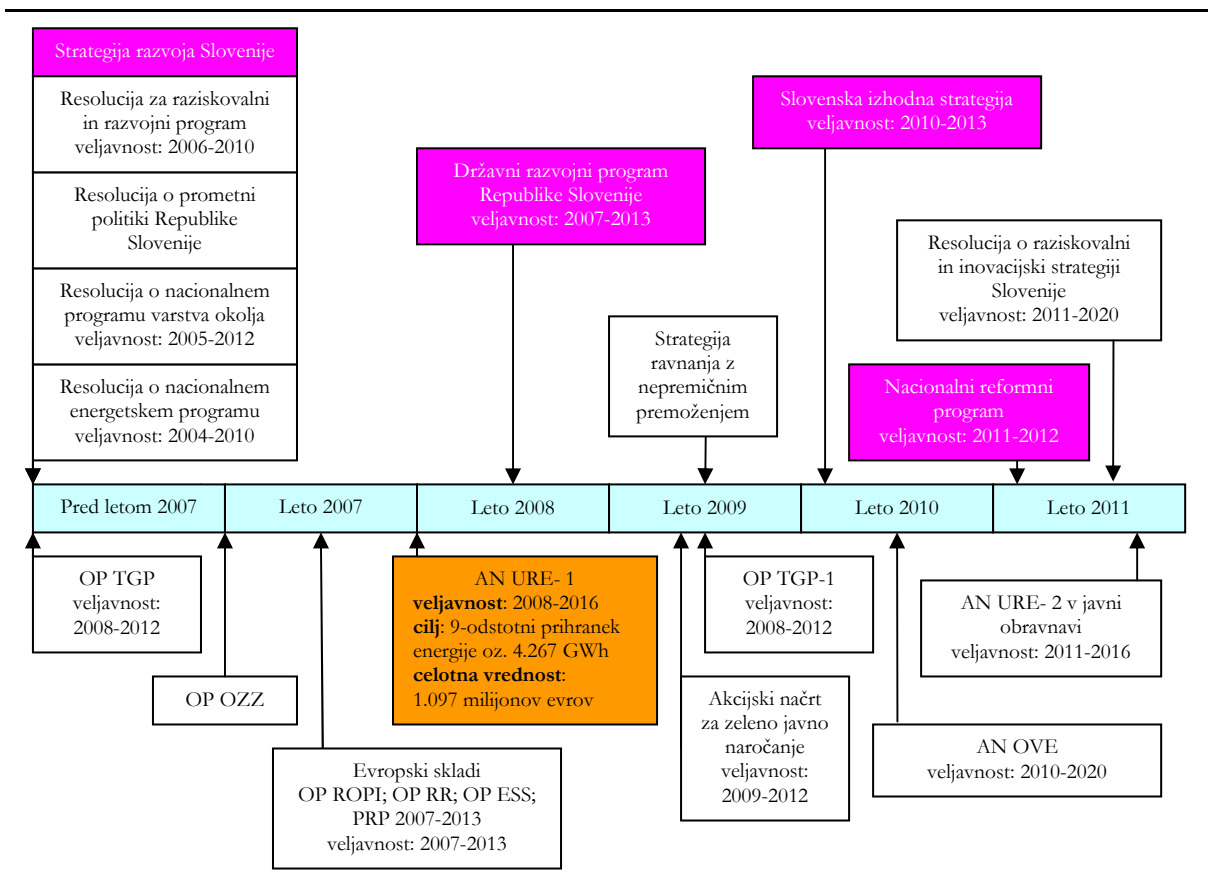 Strategija razvoja Slovenije
Resolucija za raziskovalni
in razvojni program
veljavnost: 2006-2010
Resolucija o prometni
politiki Republike
Slovenije
Resolucija o nacionalnem
programu varstva okolja
veljavnost: 2005-2012
Resolucija o nacionalnem
energetskem programu
veljavnost: 2004-2010
Državni razvojni program
Republike Slovenije
veljavnost: 2007-2013
Slovenska izhodna strategija
veljavnost: 2010-2013
Strategija
ravnanja z
nepremičnim
premoženjem
Resolucija o raziskovalni
in inovacijski strategiji
Slovenije
veljavnost: 2011-2020
Nacionalni reformni
program
veljavnost: 2011-2012
Pred letom 2007
Leto 2007
Leto 2008
Leto 2009
Leto 2010
Leto 2011
OP TGP
veljavnost:
2008-2012
OP OZZ
Evropski skladi
OP ROPI; OP RR; OP ESS;
PRP 2007-2013
veljavnost: 2007-2013
AN URE- 1
veljavnost: 2008-2016
cilj: 9-odstotni prihranek
energije oz. 4.267 GWh
celotna vrednost:
1.097 milijonov evrov
OP TGP-1
veljavnost:
2008-2012
Akcijski načrt
za zeleno javno
naročanje
veljavnost:
2009-2012
AN URE- 2 v javni
obravnavi
veljavnost: 2011-2016
AN OVE
veljavnost: 2010-2020